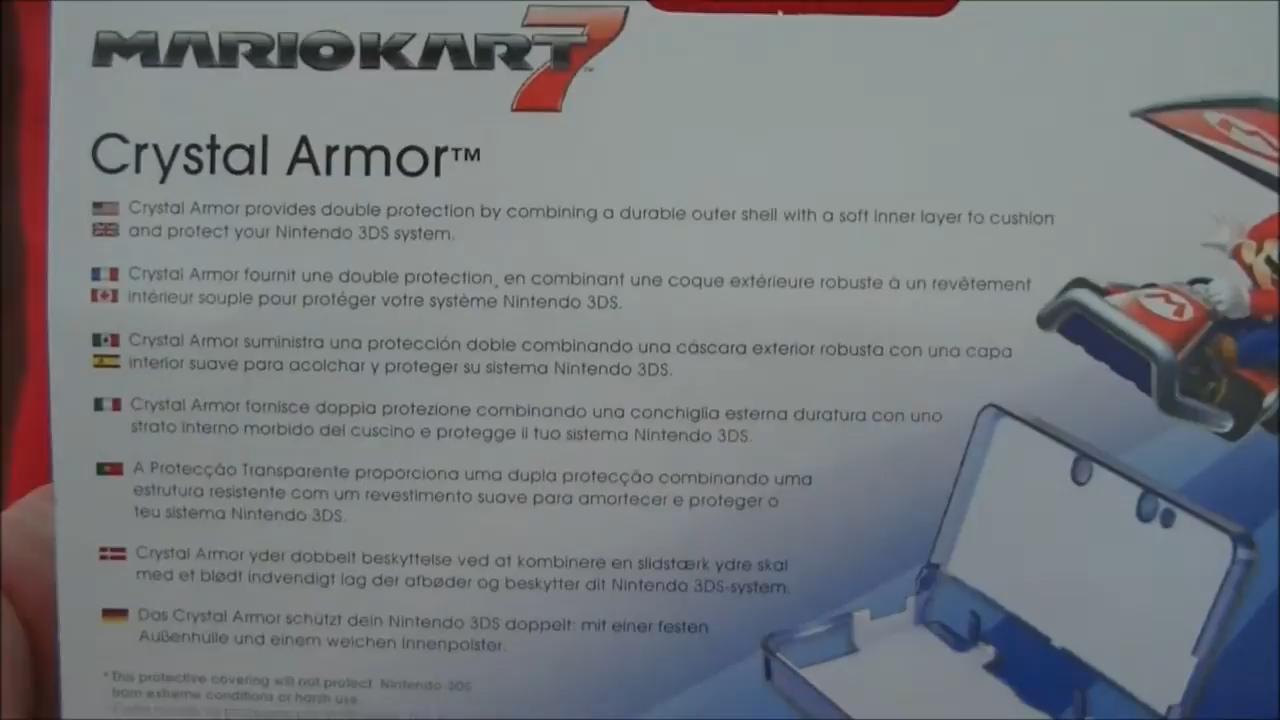 MARIOKART 7™
Crystal Armor™
Crystal Armor provides double protection by combining a durable outer shell with a soft inner layer to cushion
and protect your Nintendo 3DS system.
Crystal Armor fournit une double protection, en combinant une coque extérieure robuste à un revêtement
intérieur souple pour protéger votre système Nintendo 3DS.
Crystal Armor suministra una protección doble combinando una cáscara exterior robusta con una capa
interior suave para acolchar y proteger su sistema Nintendo 3DS.
Crystal Armor fornisce doppia protezione combinando una conchiglia esterna duratura con uno
strato interno morbido del cuscino e protegge il tuo sistema Nintendo 3DS.
A Protecção Transparente proporciona uma dupla protecção combinando uma
estrutura resistente com um revestimento suave para amortecer e proteger o
teu sistema Nintendo 3DS.
Crystal Armor yder dobbelt beskyttelse ved at kombinere en slidstærk ydre skal
med et blødt indvendigt lag der afbøder og beskytter dit Nintendo 3DS-system.
Das Crystal Armor schützt dein Nintendo 3DS doppelt: mit einer festen
Außenhülle und einem weichen Innenpolster.
* This protective covering will not protect Nintendo 3DS
from extreme conditions or harsh use.